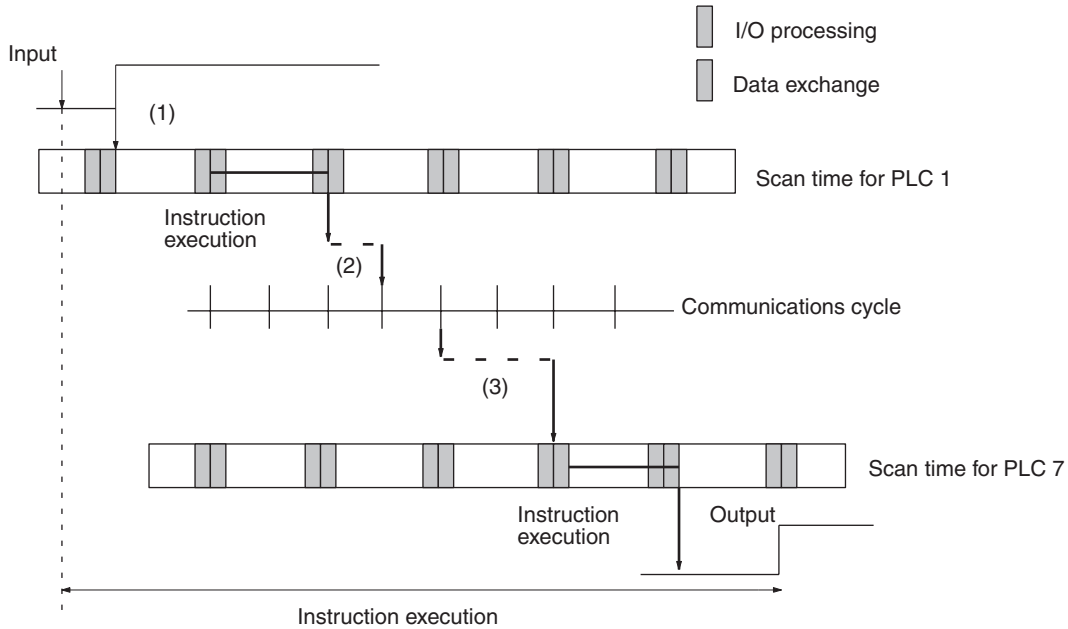 I/O processing
Input
Data exchange
(1)
Scan time for PLC 1
Instruction
execution
(2)
Communications cycle
(3)
Scan time for PLC 7
Instruction
execution
Output
Instruction execution